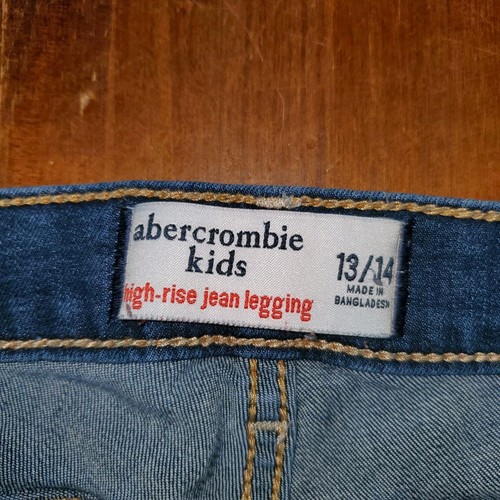 abercrombie
kids
high-rise jean legging
13/14
MADE IN
BANGLADESH